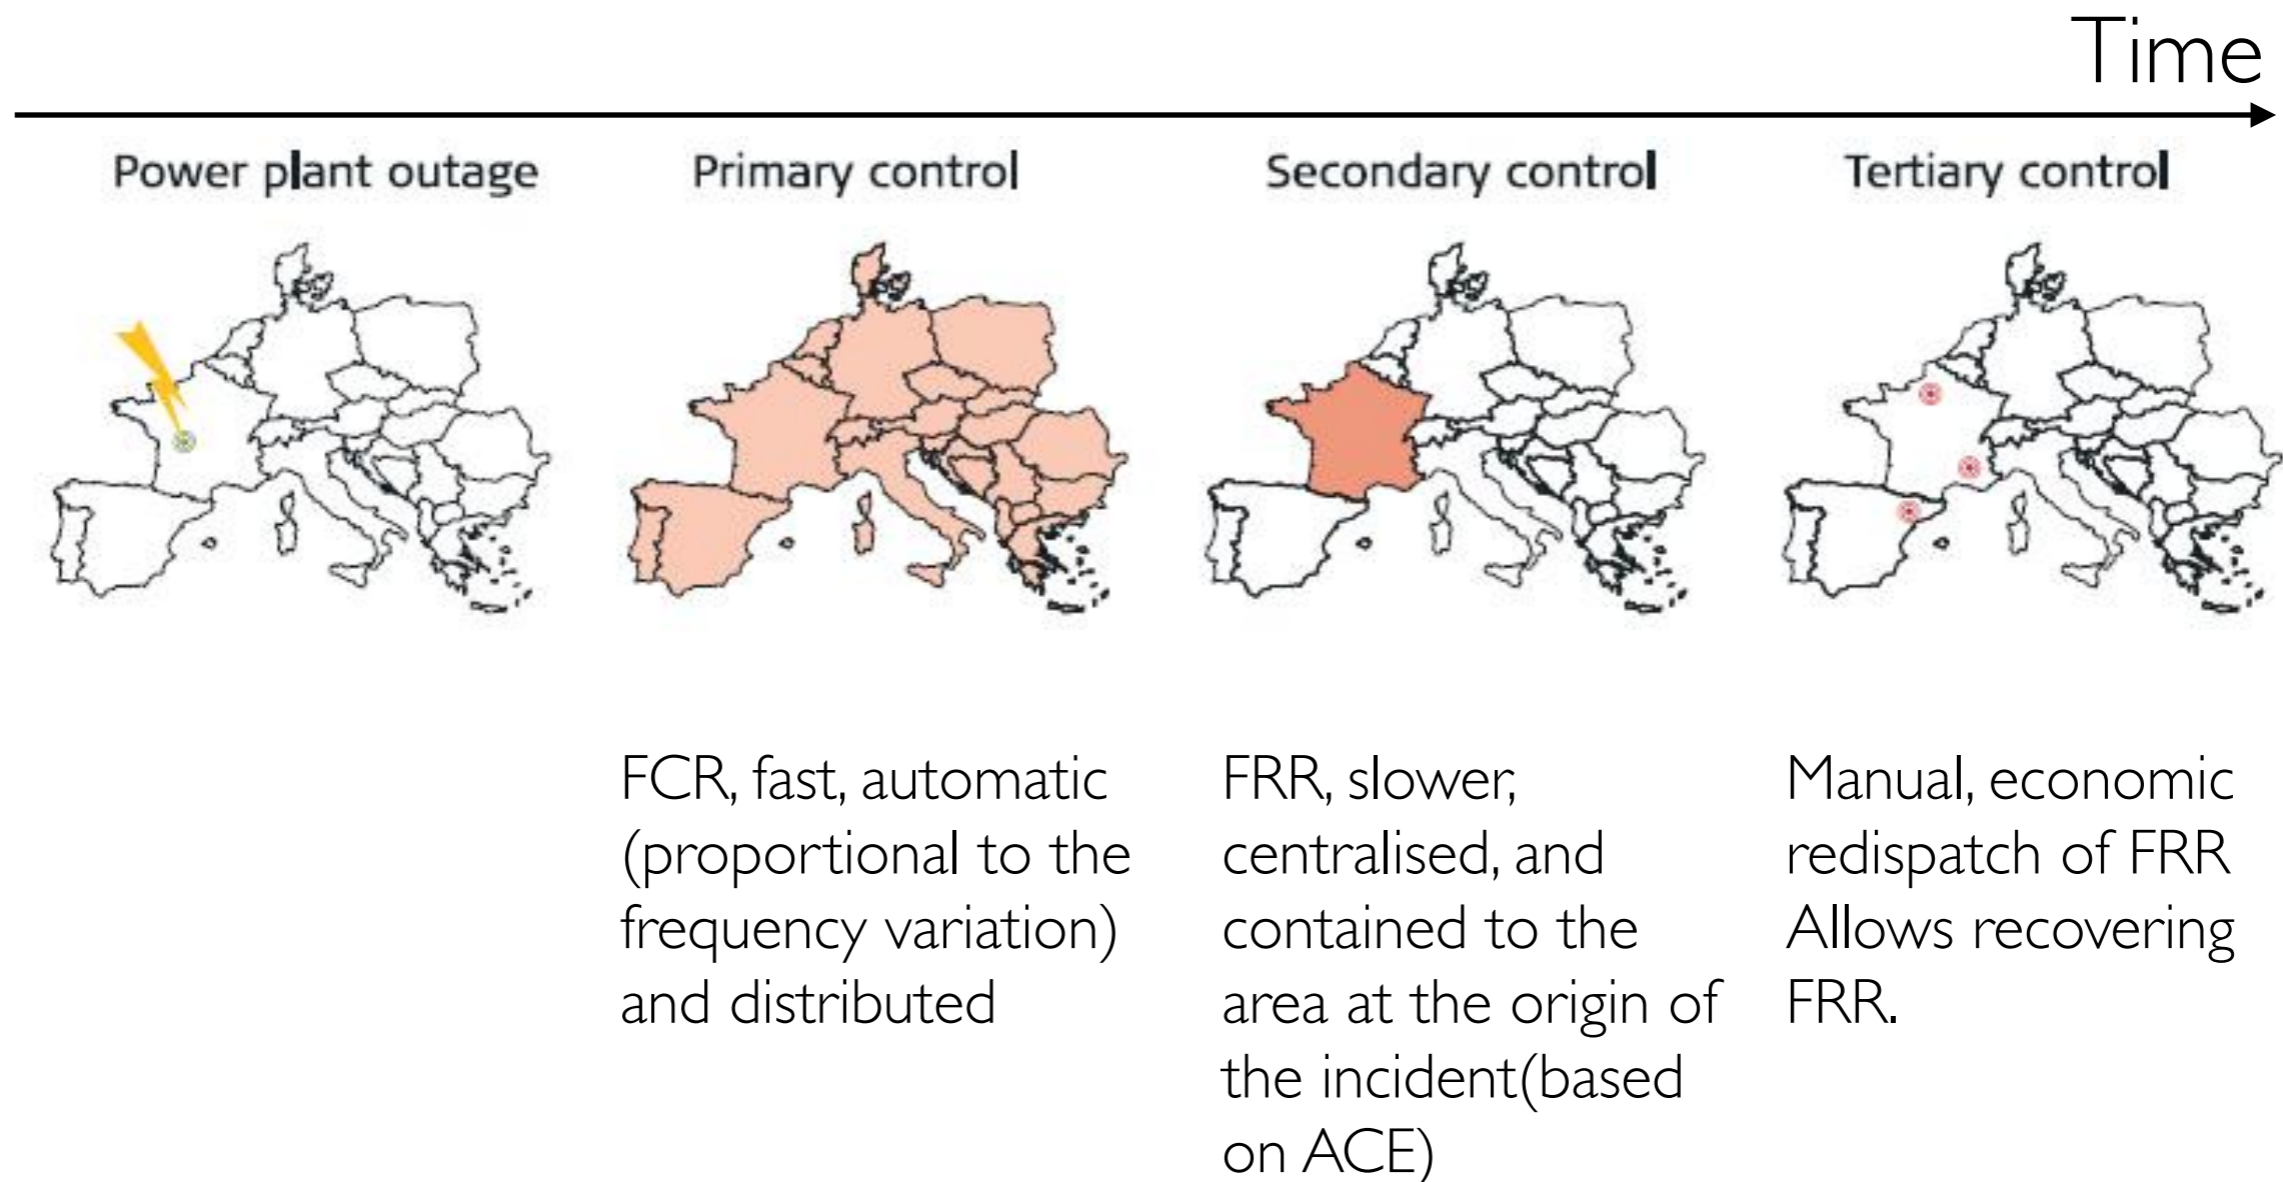 Time
Power plant outage
Primary control
Secondary control
Tertiary control
FCR, fast, automatic
(proportional to the
frequency variation)
and distributed
FRR, slower,
centralised, and
contained to the
area at the origin of
the incident(based
on ACE)
Manual, economic
redispatch of FRR
Allows recovering
FRR.